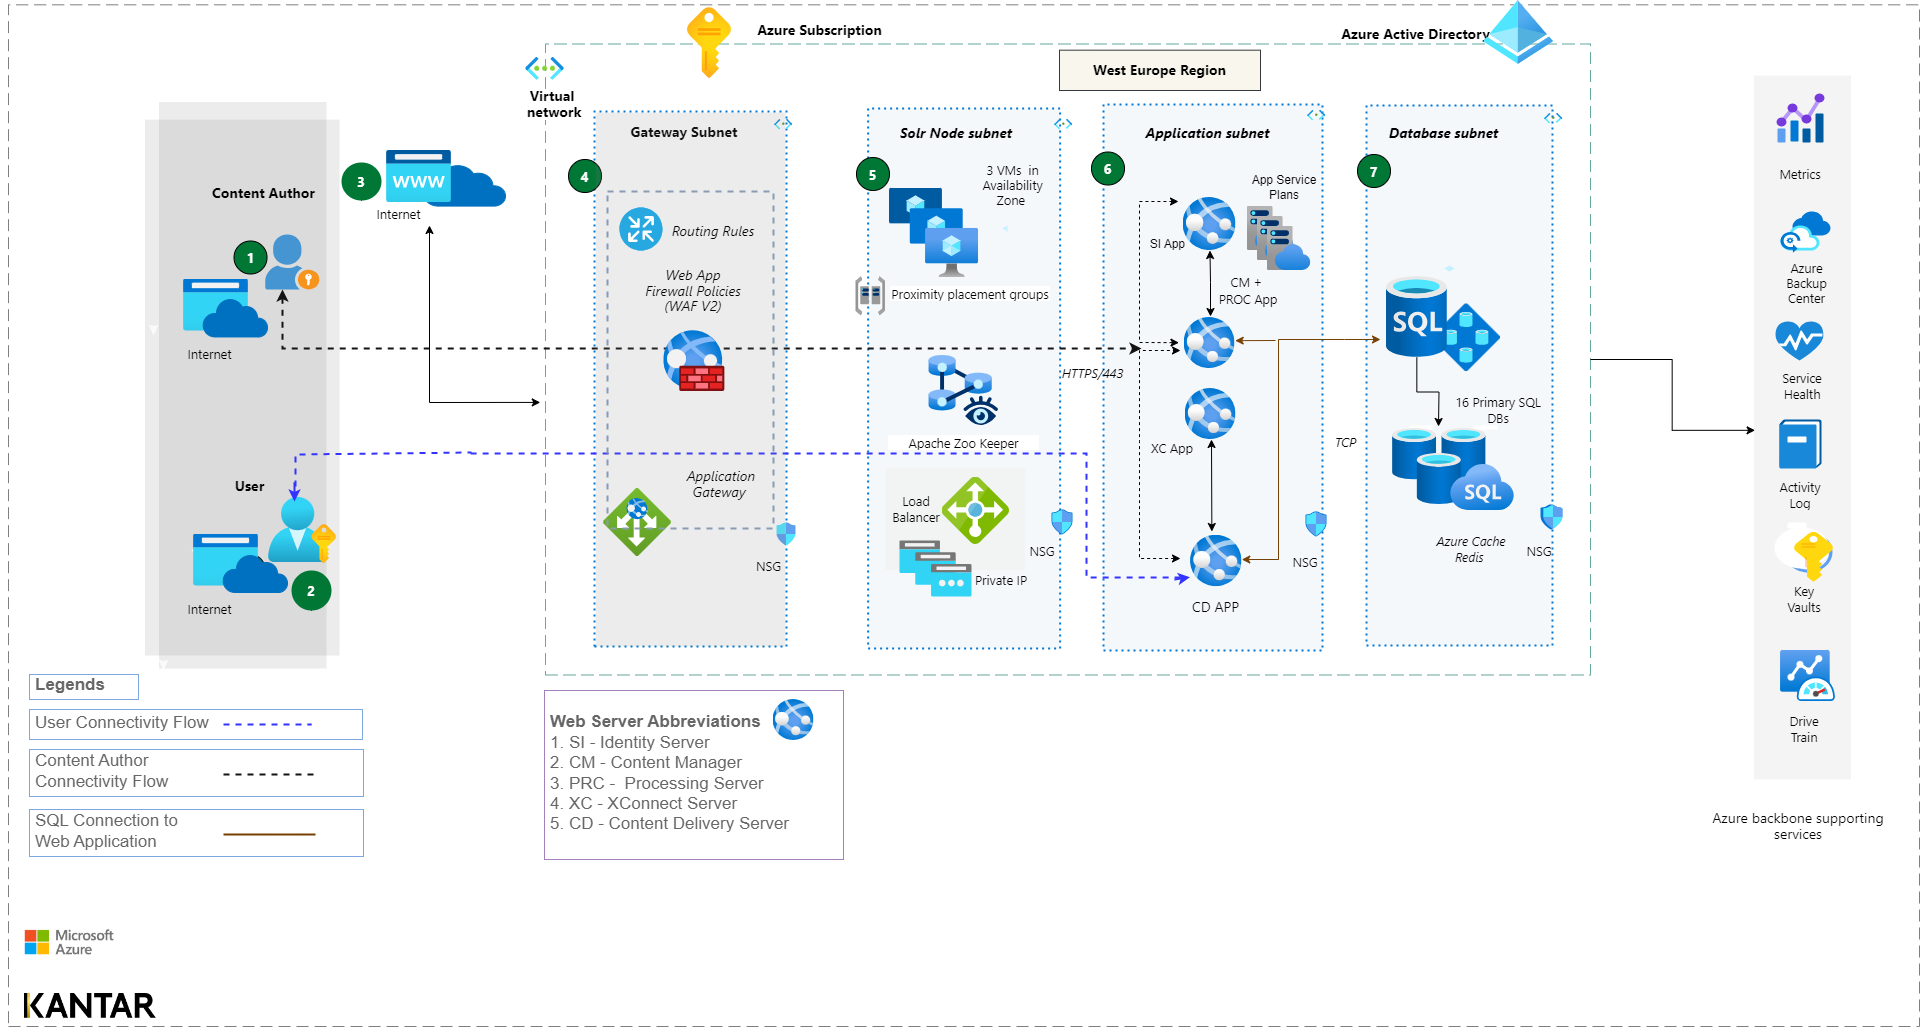 Azure Subscription
Azure Active Directory
West Europe Region
Virtual
network
Content Author
1
Internet
User
Internet
2
3
WWW
Internet
Gateway Subnet
4
Routing Rules
Web App
Firewall Policies
(WAF V2)
Application
Gateway
NSG
Solr Node subnet
5
3 VMs in
Availability
Zone
Proximity placement groups
Apache Zoo Keeper
Load
Balancer
Private IP
NSG
Application subnet
6
App Service
Plans
SI App
CM +
PROC App
HTTPS/443
XC App
CD APP
NSG
Database subnet
7
SQL
16 Primary SQL
DBs
TCP
SQL
Azure Cache
Redis
NSG
Metrics
Azure
Backup
Center
Service
Health
Activity
Log
Key
Vaults
Drive
Train
Azure backbone supporting
services
Legends
User Connectivity Flow
Content Author
Connectivity Flow
SQL Connection to
Web Application
Web Server Abbreviations
1. SI - Identity Server
2. CM - Content Manager
3. PRC - Processing Server
4. XC - XConnect Server
5. CD - Content Delivery Server
Microsoft
Azure
KANTAR